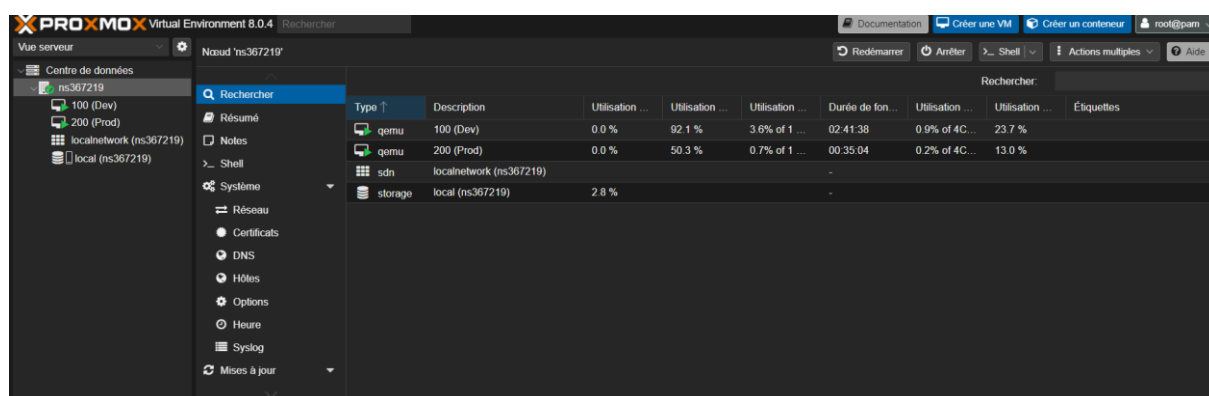 PROXMOX Virtual Environment 8.0.4 Rechercher Documentation Créer une VM Créer un conteneur root@pam
Vue serveur Nœud 'ns367219' Redémarrer Arrêter Shell Actions multiples Aide
Centre de données
ns367219
100 (Dev)
200 (Prod)
localnetwork (ns367219)
local (ns367219)
Rechercher
Résumé
Notes
Shell
Système
Réseau
Certificats
DNS
Hôtes
Options
Heure
Syslog
Mises à jour
Rechercher:
Type Description Utilisation ... Utilisation ... Utilisation ... Durée de fon... Utilisation ... Utilisation ... Étiquettes
qemu 100 (Dev) 0.0 % 92.1 % 3.6% of 1 ... 02:41:38 0.9% of 4C... 23.7 %
qemu 200 (Prod) 0.0 % 50.3 % 0.7% of 1 ... 00:35:04 0.2% of 4C... 13.0 %
sdn localnetwork (ns367219) -
storage local (ns367219) 2.8 % -